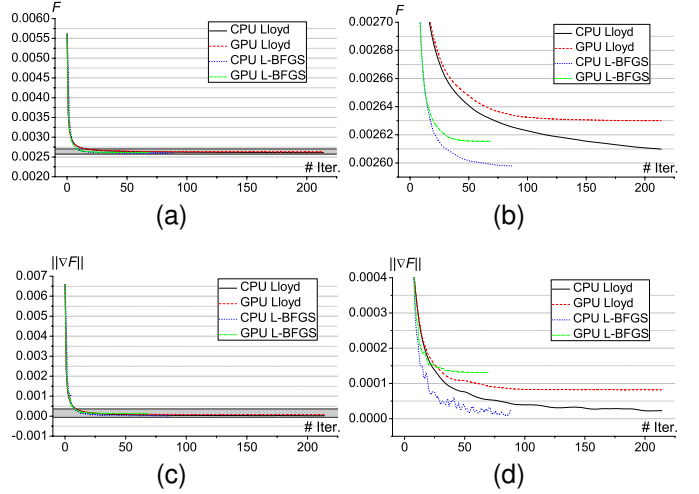 F
0.0060
0.0055
0.0050
0.0045
0.0040
0.0035
0.0030
0.0025
0.0020
CPU Lloyd
GPU Lloyd
CPU L-BFGS
GPU L-BFGS
# Iter.
0 50 100 150 200
(a)
F
0.00270
0.00268
0.00266
0.00264
0.00262
0.00260
CPU Lloyd
GPU Lloyd
CPU L-BFGS
GPU L-BFGS
# Iter.
0 50 100 150 200
(b)
||∇F||
0.007
0.006
0.005
0.004
0.003
0.002
0.001
0.000
-0.001
CPU Lloyd
GPU Lloyd
CPU L-BFGS
GPU L-BFGS
# Iter.
0 50 100 150 200
(c)
||∇F||
0.0004
0.0003
0.0002
0.0001
0.0000
CPU Lloyd
GPU Lloyd
CPU L-BFGS
GPU L-BFGS
# Iter.
0 50 100 150 200
(d)